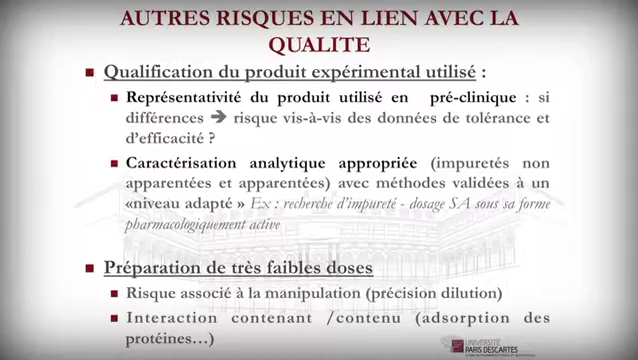 AUTRES RISQUES EN LIEN AVEC LA
QUALITE
Qualification du produit expérimental utilisé :
Représentativité du produit utilisé en pré-clinique : si
différences ➔ risque vis-à-vis des données de tolérance et
d'efficacité ?
Caractérisation analytique appropriée (impuretés non
apparentées et apparentées) avec méthodes validées à un
«niveau adapté » Ex : recherche d'impureté - dosage SA sous sa forme
pharmacologiquement active
Préparation de très faibles doses
Risque associé à la manipulation (précision dilution)
Interaction contenant /contenu (adsorption des
protéines…)
UNIVERSITÉ
PARIS DESCARTES